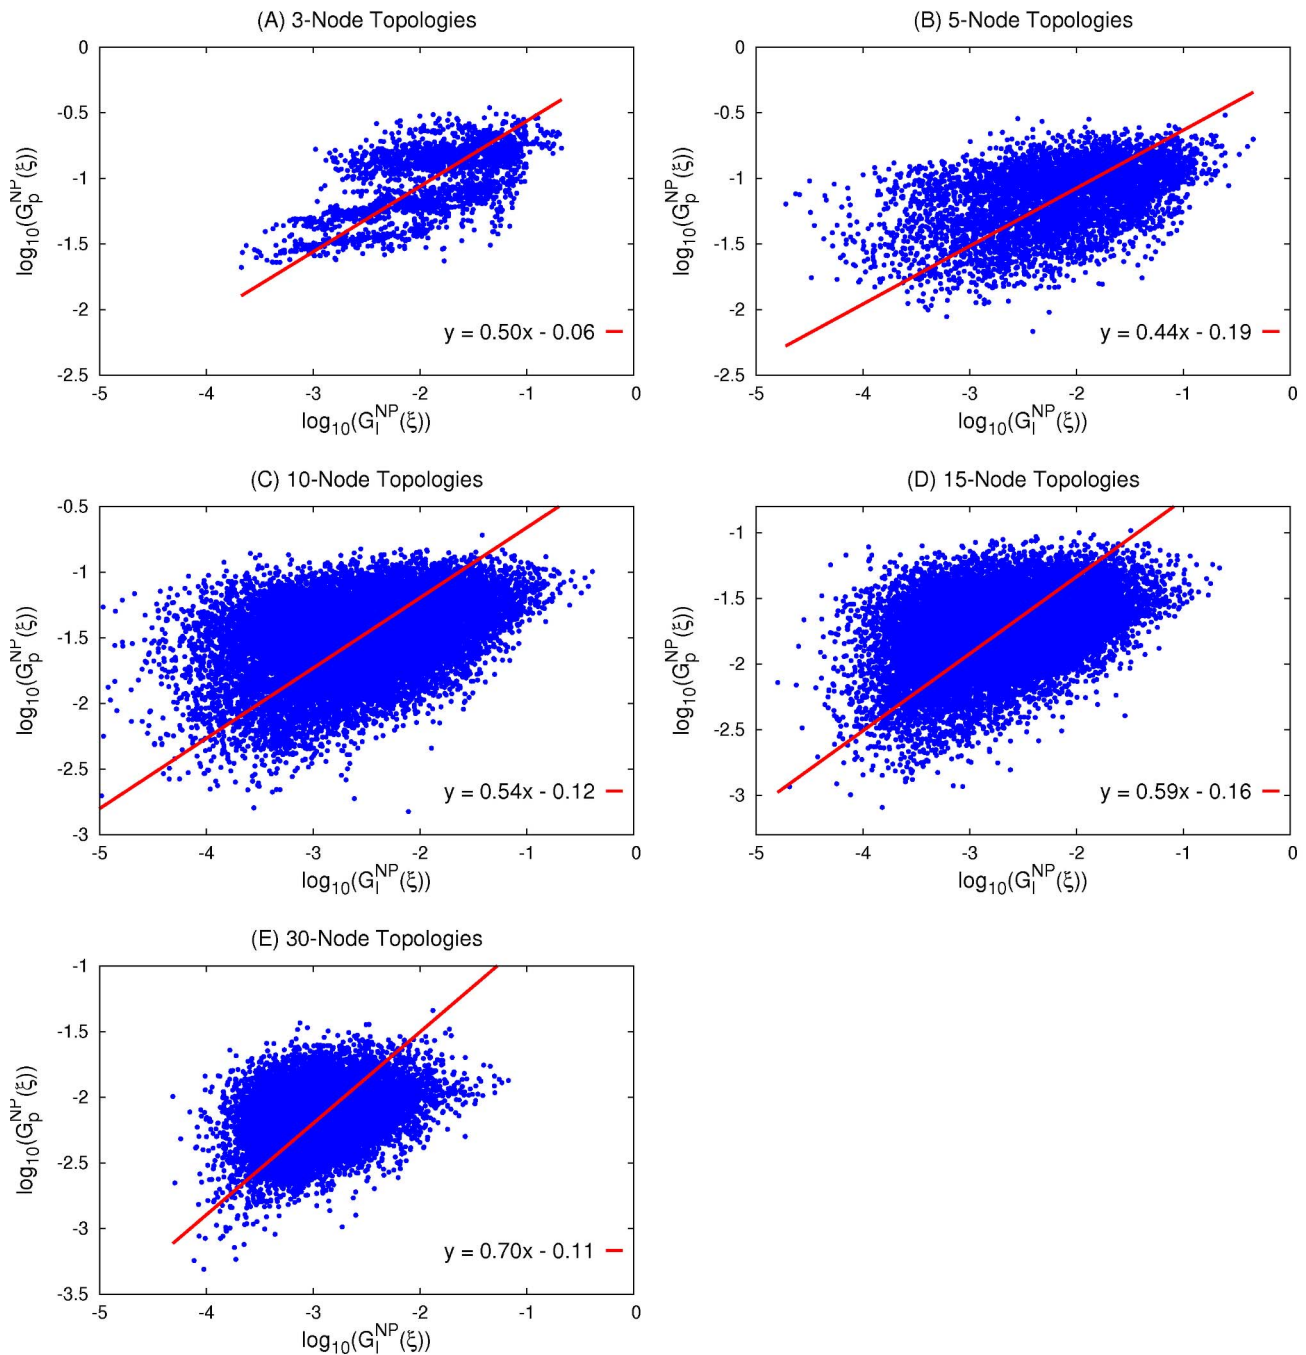 (A) 3-Node Topologies
0
-0.5
-1
-1.5
-2
-2.5
log10(GpNP(ξ))
y = 0.50x - 0.06
-5 -4 -3 -2 -1 0
log10(GlNP(ξ))
(B) 5-Node Topologies
0
-0.5
-1
-1.5
-2
-2.5
log10(GpNP(ξ))
y = 0.44x - 0.19
-5 -4 -3 -2 -1 0
log10(GlNP(ξ))
(C) 10-Node Topologies
-0.5
-1
-1.5
-2
-2.5
-3
log10(GpNP(ξ))
y = 0.54x - 0.12
-5 -4 -3 -2 -1 0
log10(GlNP(ξ))
(D) 15-Node Topologies
-1
-1.5
-2
-2.5
-3
log10(GpNP(ξ))
y = 0.59x - 0.16
-5 -4 -3 -2 -1 0
log10(GlNP(ξ))
(E) 30-Node Topologies
-1
-1.5
-2
-2.5
-3
-3.5
log10(GpNP(ξ))
y = 0.70x - 0.11
-5 -4 -3 -2 -1 0
log10(GlNP(ξ))